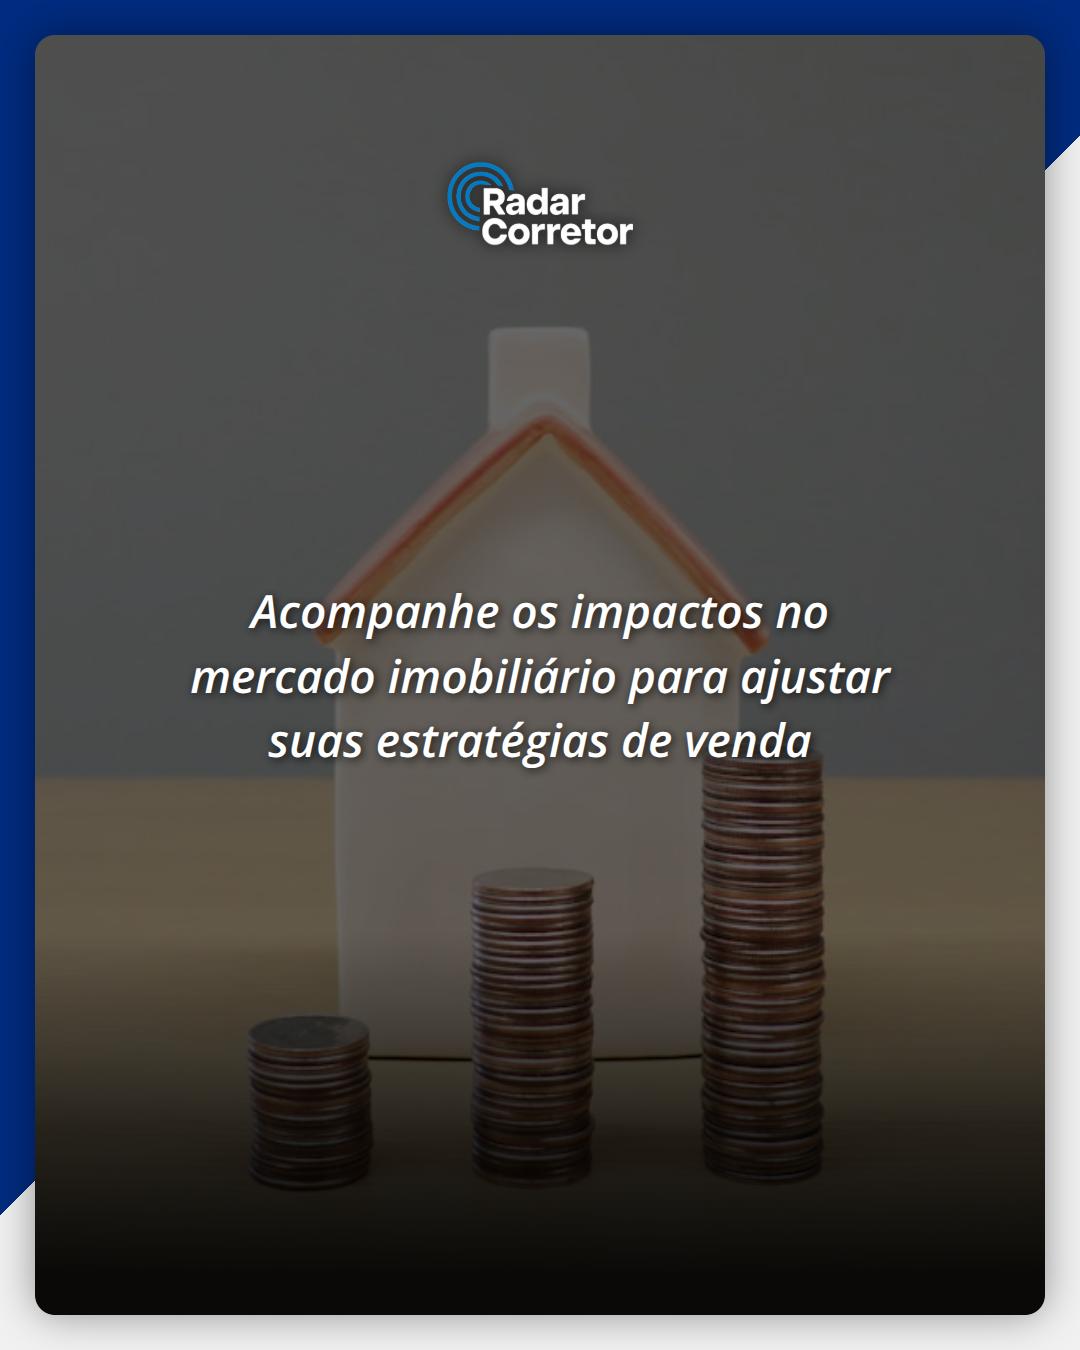 Radar
Corretor
Acompanhe os impactos no
mercado imobiliário para ajustar
suas estratégias de venda